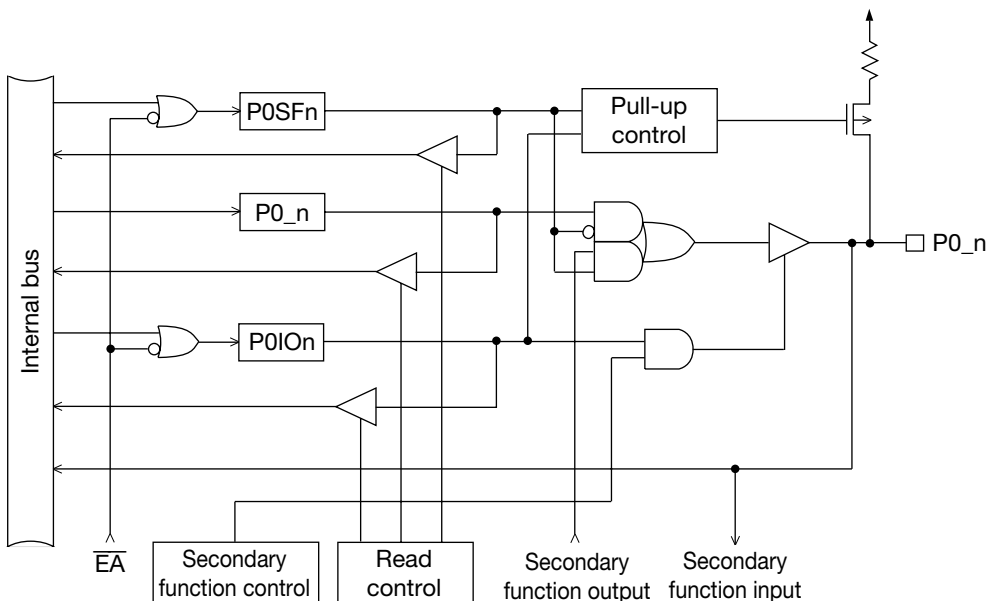 P0SFn
Pull-up
control
P0_n
P0_n
Internal bus
P0IOn
EA
Secondary
function control
Read
control
Secondary
function output
Secondary
function input